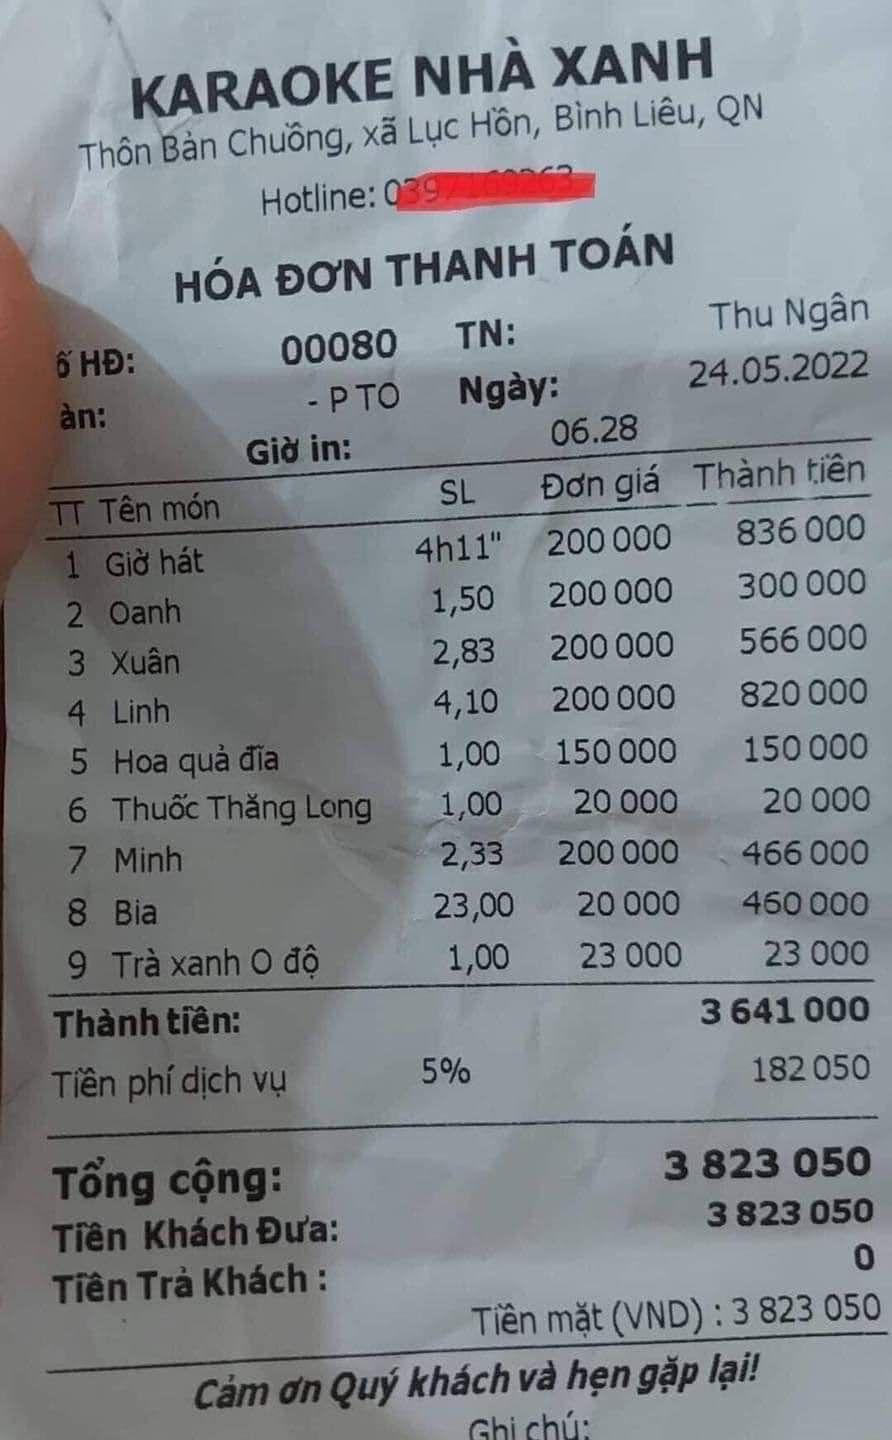 KARAOKE NHÀ XANH
Thôn Bản Chuồng, xã Lục Hồn, Bình Liêu, QN
Hotline:
HÓA ĐƠN THANH TOÁN
ố HĐ: 00080 TN: Thu Ngân
àn: - P TO Ngày: 24.05.2022
Giờ in: 06.28
TT Tên món SL Đơn giá Thành tiền
1 Giờ hát 4h11" 200 000 836 000
2 Oanh 1,50 200 000 300 000
3 Xuân 2,83 200 000 566 000
4 Linh 4,10 200 000 820 000
5 Hoa quả đĩa 1,00 150 000 150 000
6 Thuốc Thăng Long 1,00 20 000 20 000
7 Minh 2,33 200 000 466 000
8 Bia 23,00 20 000 460 000
9 Trà xanh O độ 1,00 23 000 23 000
Thành tiền: 3 641 000
Tiền phí dịch vụ 5% 182 050
Tổng cộng: 3 823 050
Tiền Khách Đưa: 3 823 050
Tiền Trả Khách : 0
Tiền mặt (VND) : 3 823 050
Cảm ơn Quý khách và hẹn gặp lại!
Ghi chú: